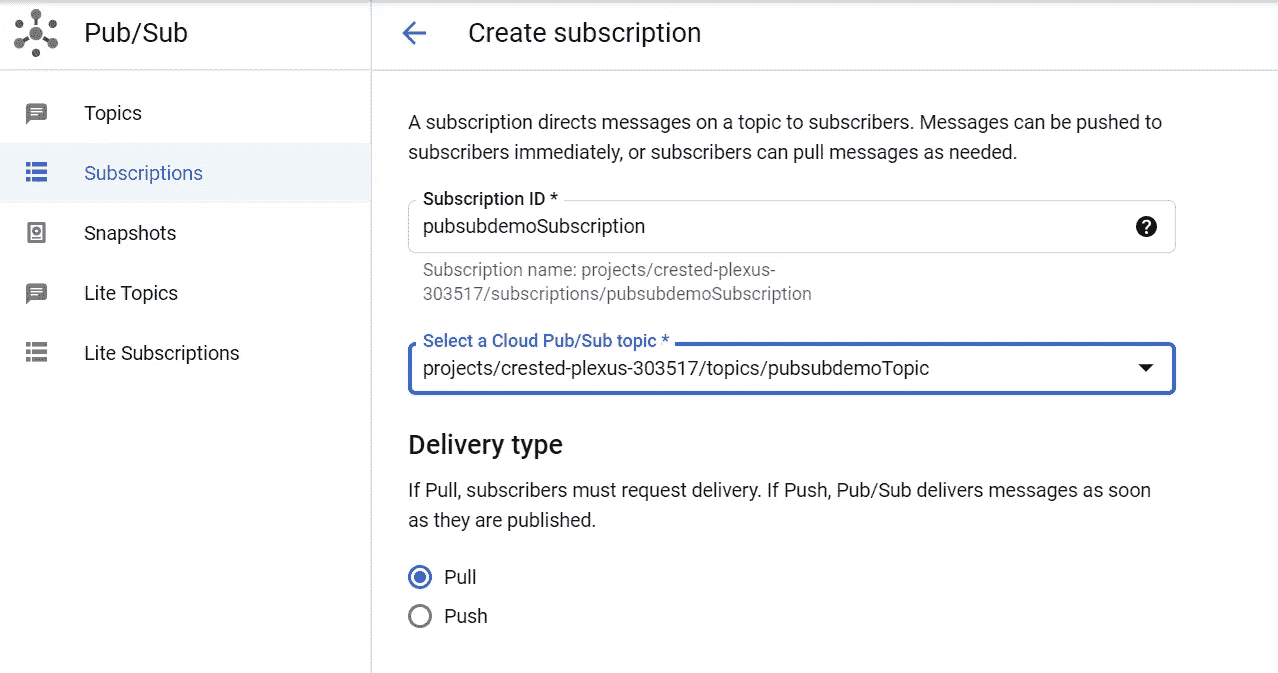 Pub/Sub
Create subscription
Topics
Subscriptions
Snapshots
Lite Topics
Lite Subscriptions
A subscription directs messages on a topic to subscribers. Messages can be pushed to
subscribers immediately, or subscribers can pull messages as needed.
Subscription ID *
pubsubdemoSubscription
?
Subscription name: projects/crested-plexus-
303517/subscriptions/pubsubdemoSubscription
Select a Cloud Pub/Sub topic *
projects/crested-plexus-303517/topics/pubsubdemoTopic
Delivery type
If Pull, subscribers must request delivery. If Push, Pub/Sub delivers messages as soon
as they are published.
Pull
Push